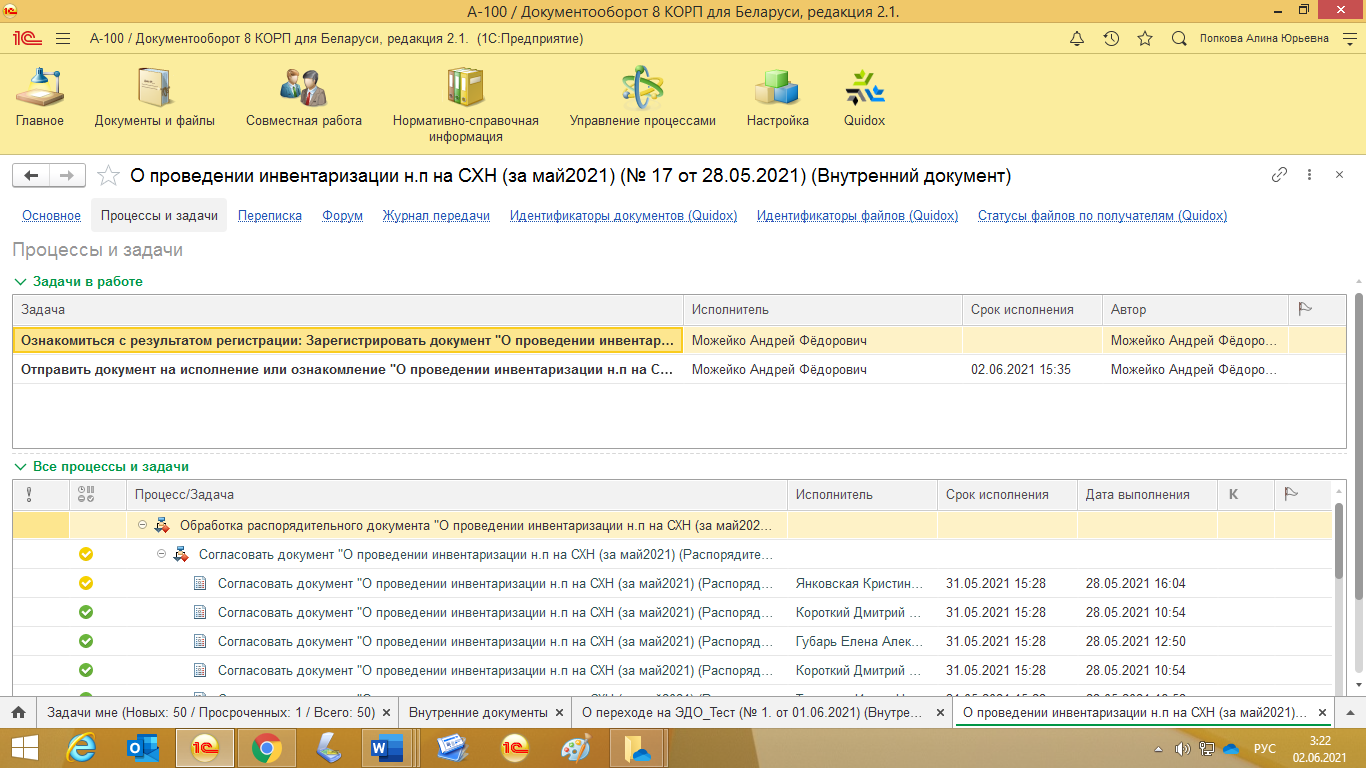 А-100 / Документооборот 8 КОРП для Беларуси, редакция 2.1.
1С А-100 / Документооборот 8 КОРП для Беларуси, редакция 2.1. (1С:Предприятие) Попкова Алина Юрьевна
Главное Документы и файлы Совместная работа Нормативно-справочная информация Управление процессами Настройка Quidox
О проведении инвентаризации н.п на СХН (за май2021) (№ 17 от 28.05.2021) (Внутренний документ)
Основное Процессы и задачи Переписка Форум Журнал передачи Идентификаторы документов (Quidox) Идентификаторы файлов (Quidox) Статусы файлов по получателям (Quidox)
Процессы и задачи
Задачи в работе
Задача Исполнитель Срок исполнения Автор
Ознакомиться с результатом регистрации: Зарегистрировать документ "О проведении инвентар... Можейко Андрей Фёдорович Можейко Андрей Фёдоро...
Отправить документ на исполнение или ознакомление "О проведении инвентаризации н.п на С... Можейко Андрей Фёдорович 02.06.2021 15:35 Можейко Андрей Фёдоро...
Все процессы и задачи
Процесс/Задача Исполнитель Срок исполнения Дата выполнения К
Обработка распорядительного документа "О проведении инвентаризации н.п на СХН (за май202...
Согласовать документ "О проведении инвентаризации н.п на СХН (за май2021) (Распорядите...
Согласовать документ "О проведении инвентаризации н.п на СХН (за май2021) (Распоряд... Янковская Кристин... 31.05.2021 15:28 28.05.2021 16:04
Согласовать документ "О проведении инвентаризации н.п на СХН (за май2021) (Распоряд... Короткий Дмитрий ... 31.05.2021 15:28 28.05.2021 10:54
Согласовать документ "О проведении инвентаризации н.п на СХН (за май2021) (Распоряд... Губарь Елена Алек... 31.05.2021 15:28 28.05.2021 12:50
Согласовать документ "О проведении инвентаризации н.п на СХН (за май2021) (Распоряд... Короткий Дмитрий ... 31.05.2021 15:28 28.05.2021 10:54
Задачи мне (Новых: 50 / Просроченных: 1 / Всего: 50) Внутренние документы О переходе на ЭДО_Тест (№ 1. от 01.06.2021) (Внутре... О проведении инвентаризации н.п на СХН (за май2021)...
РУС 3:22
02.06.2021